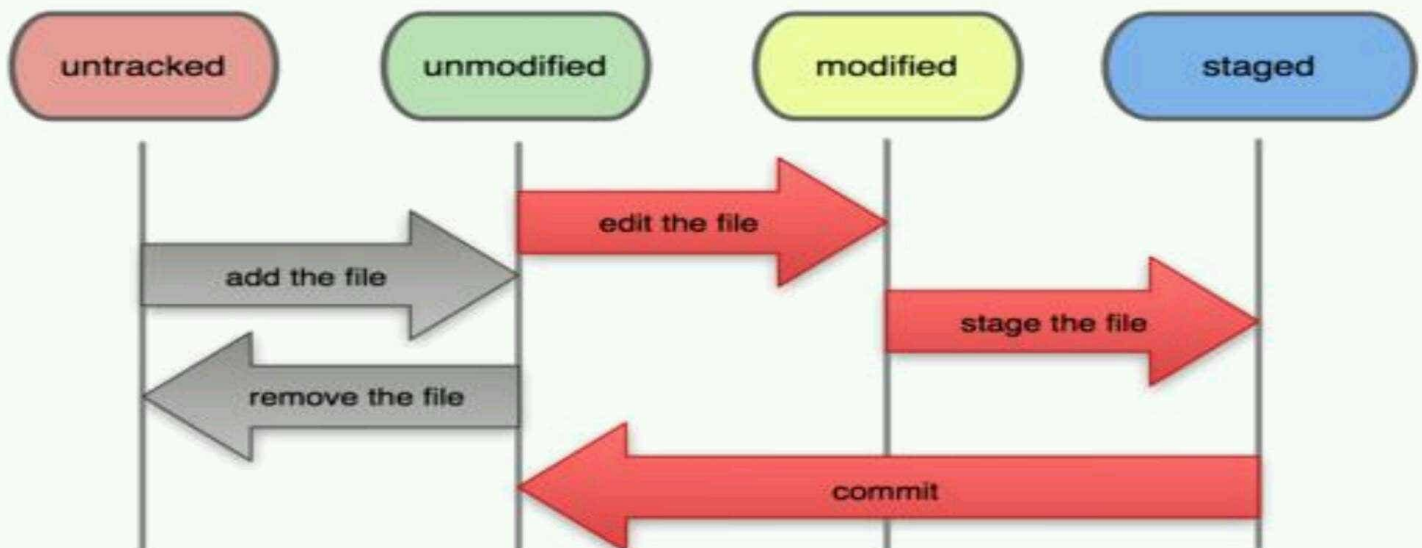 untracked
unmodified
modified
staged
edit the file
add the file
stage the file
remove the file
commit